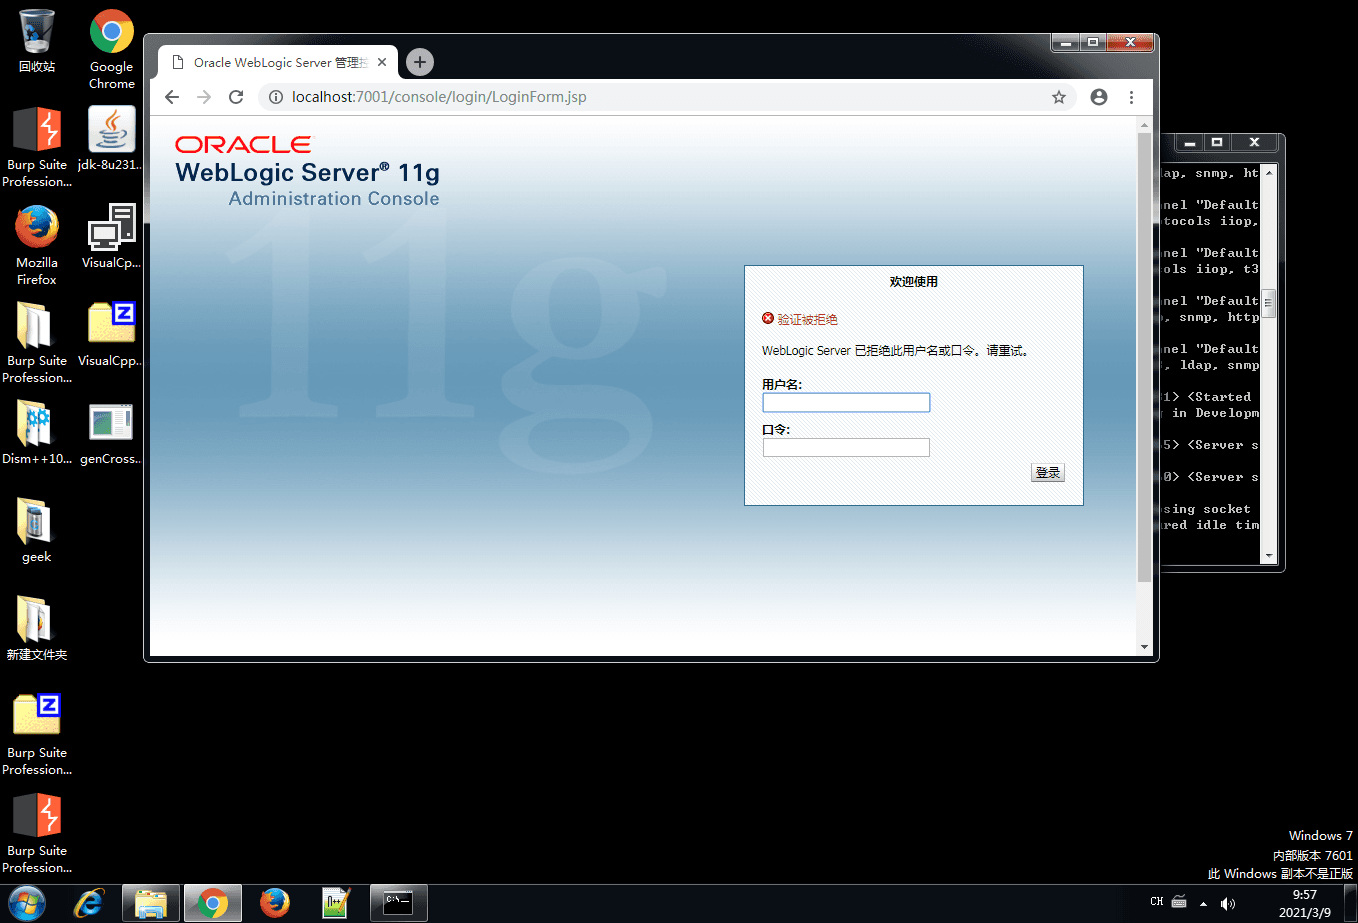 回收站
Google
Chrome
Burp Suite
Profession...
jdk-8u231...
Mozilla
Firefox
VisualCp...
Burp Suite
Profession...
VisualCpp...
Dism++10...
genCross...
geek
新建文件夹
Burp Suite
Profession...
Burp Suite
Profession...
Oracle WebLogic Server 管理控
localhost:7001/console/login/LoginForm.jsp
ORACLE
WebLogic Server® 11g
Administration Console
11g
欢迎使用
验证被拒绝
WebLogic Server 已拒绝此用户名或口令。请重试。
用户名:
口令:
登录
ap, snmp, ht
nel "Default
tocols iiop,
nel "Default
ols iiop, t3
nel "Default
, snmp, http
nel "Default
, ldap, snmp
1> <Started
in Developm
5> <Server s
0> <Server s
sing socket
red idle tim
Windows 7
内部版本 7601
此 Windows 副本不是正版
C:\-
CH
9:57
2021/3/9